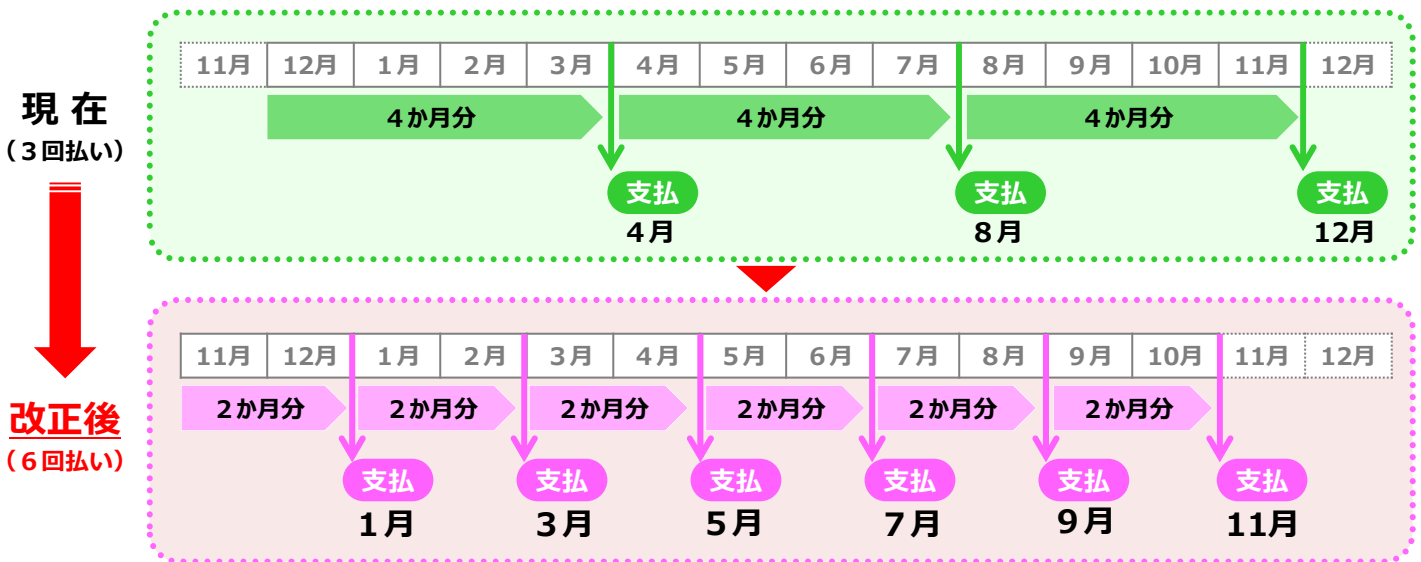 11月 12月 1月 2月 3月 4月 5月 6月 7月 8月 9月 10月 11月 12月
現在
（３回払い）
４か月分 ４か月分 ４か月分
支払 支払 支払
４月 ８月 12月
11月 12月 1月 2月 3月 4月 5月 6月 7月 8月 9月 10月 11月 12月
改正後
（６回払い）
２か月分 ２か月分 ２か月分 ２か月分 ２か月分 ２か月分
支払 支払 支払 支払 支払 支払
１月 ３月 ５月 ７月 ９月 11月